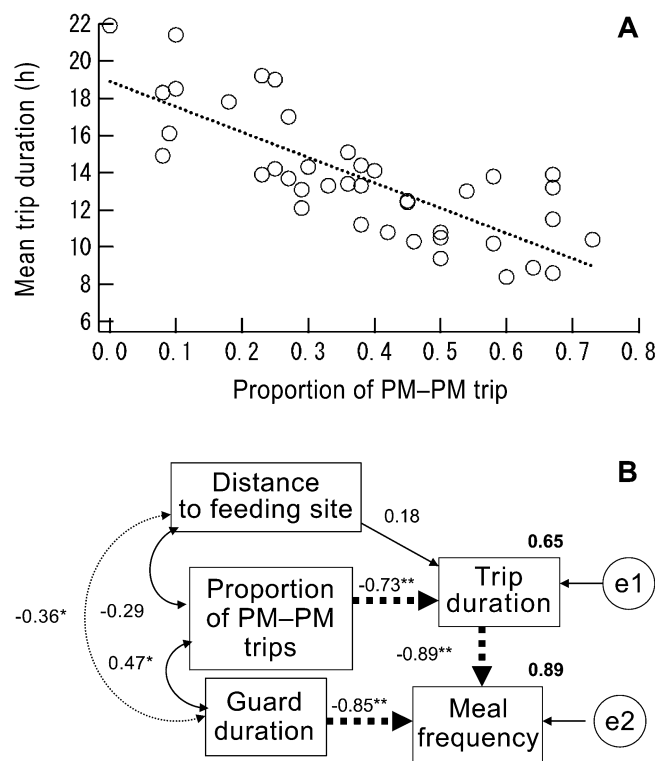 A
22
20
18
16
14
12
10
8
6
Mean trip duration (h)
0.0 0.1 0.2 0.3 0.4 0.5 0.6 0.7 0.8
Proportion of PM–PM trip
B
Distance
to feeding site
0.18
0.65
Proportion
of PM–PM
trips
-0.73**
Trip
duration
e1
-0.36*
-0.29
0.47*
-0.89**
0.89
Guard
duration
-0.85**
Meal
frequency
e2